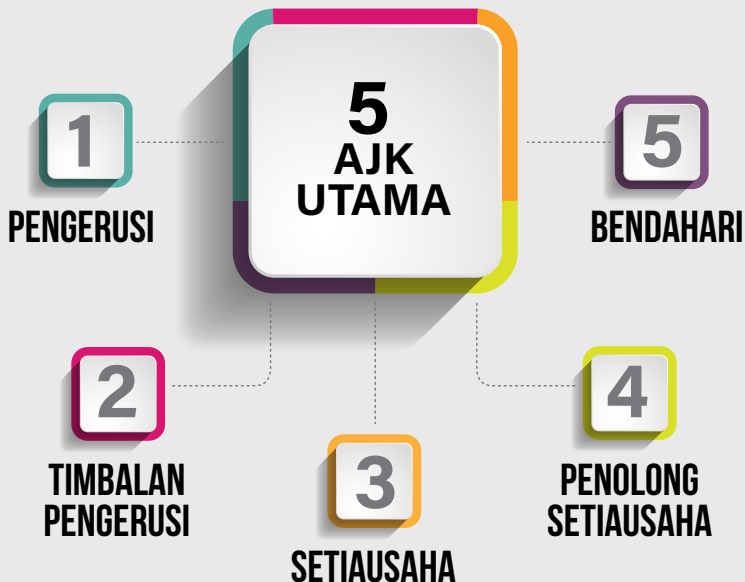 5
AJK
UTAMA
1
PENGERUSI
2
TIMBALAN
PENGERUSI
3
SETIAUSAHA
4
PENOLONG
SETIAUSAHA
5
BENDAHARI